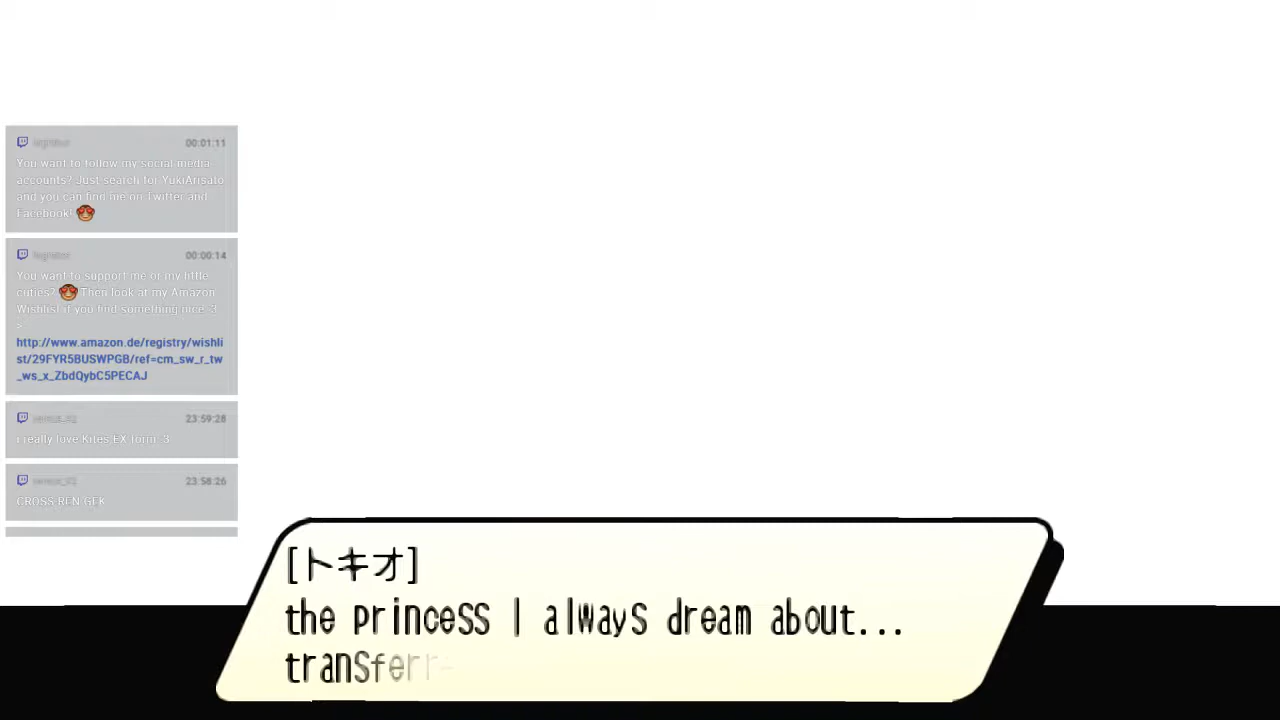 00:01:11
You want to follow my social media
accounts? Just search for YukiArisato
and you can find me on Twitter and
Facebook!
00:00:14
You want to support me or my little
cuties? Then look at my Amazon
Wishlist if you find something nice :3
>
http://www.amazon.de/registry/wishli
st/29FYR5BUSWPGB/ref=cm_sw_r_tw
_ws_x_ZbdQybC5PECAJ
23:59:28
i really love Kites EX form :3
23:58:26
CROSS REN GEK
[トキオ]
the princess I always dream about...
transferr